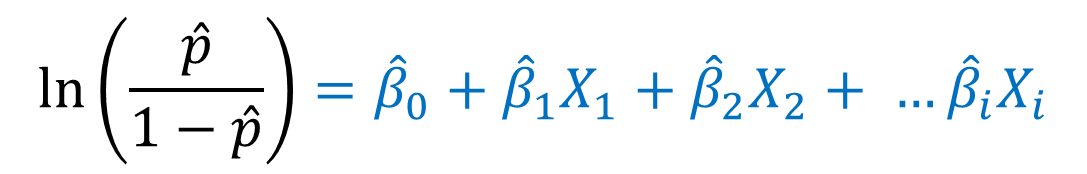 ln(p̂ / 1 − p̂) = β̂₀ + β̂₁X₁ + β̂₂X₂ + ... β̂ᵢXᵢ